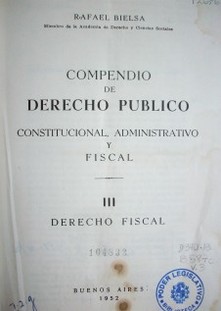 RAFAEL BIELSA
Miembro de la Academia de Derecho y Ciencias Sociales
COMPENDIO
DE
DERECHO PUBLICO
CONSTITUCIONAL, ADMINISTRATIVO
Y
FISCAL
III
DERECHO FISCAL
BUENOS AIRES
1952
PODER LEGISLATIVO
BIBLIOTECA